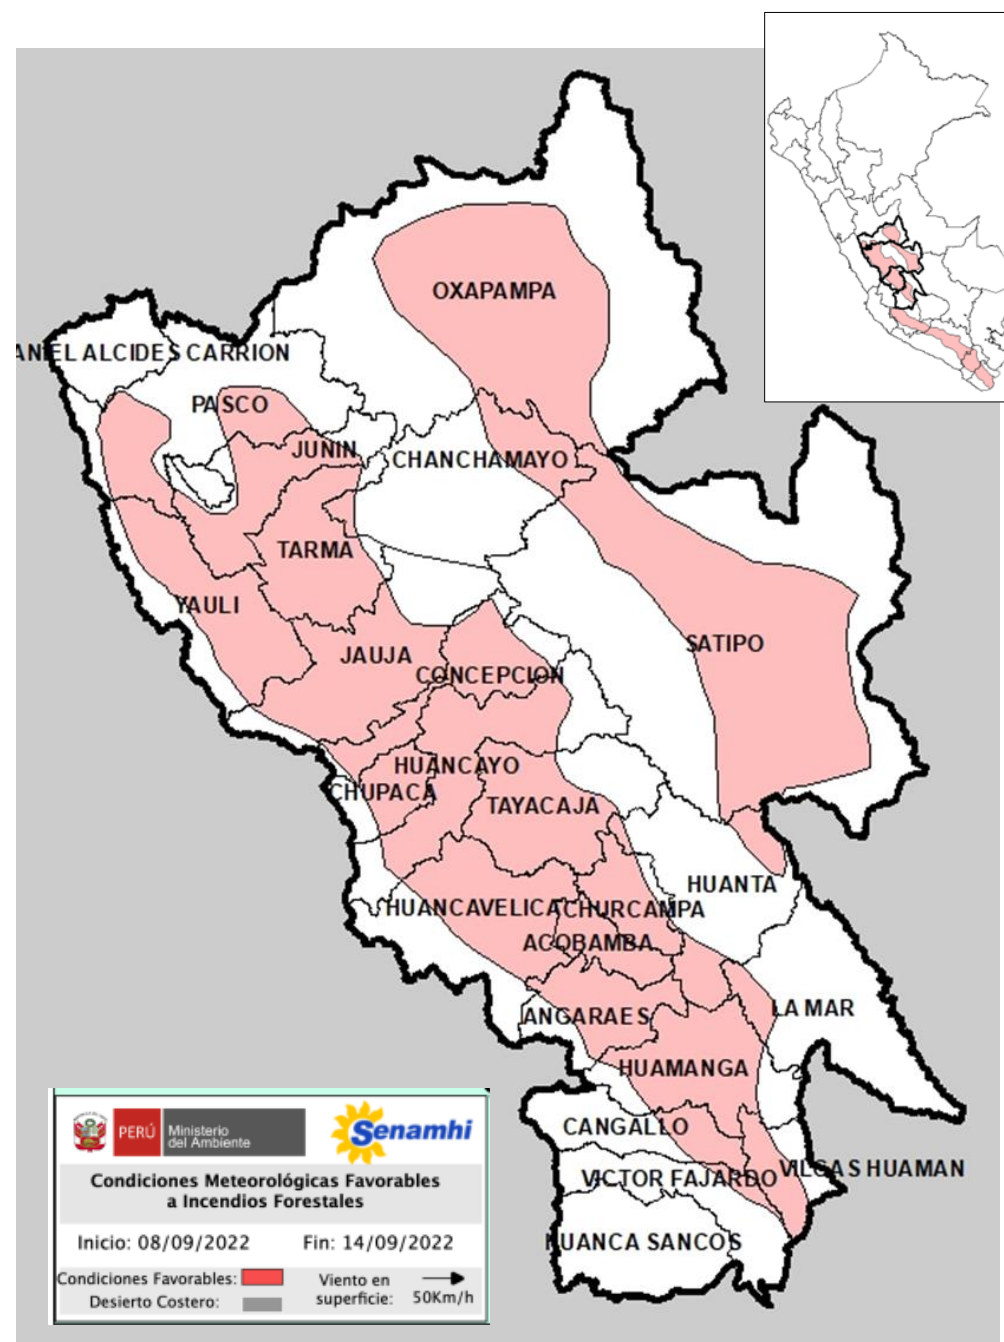 OXAPAMPA
ANIEL ALCIDES CARRION
PASCO
JUNIN
CHANCHAMAYO
TARMA
YAULI
SATIPO
JAUJA
CONCEPCION
HUANCAYO
CHUPACA
TAYACAJA
HUANTA
HUANCAVELICA
CHURCAMPA
ACOBAMBA
ANGARAES
LA MAR
HUAMANGA
CANGALLO
VILCAS HUAMAN
VICTOR FAJARDO
HUANCA SANCOS
PERÚ
Ministerio
del Ambiente
Senamhi
Condiciones Meteorológicas Favorables
a Incendios Forestales
Inicio: 08/09/2022 Fin: 14/09/2022
Condiciones Favorables:
Desierto Costero:
Viento en
superficie: 50Km/h